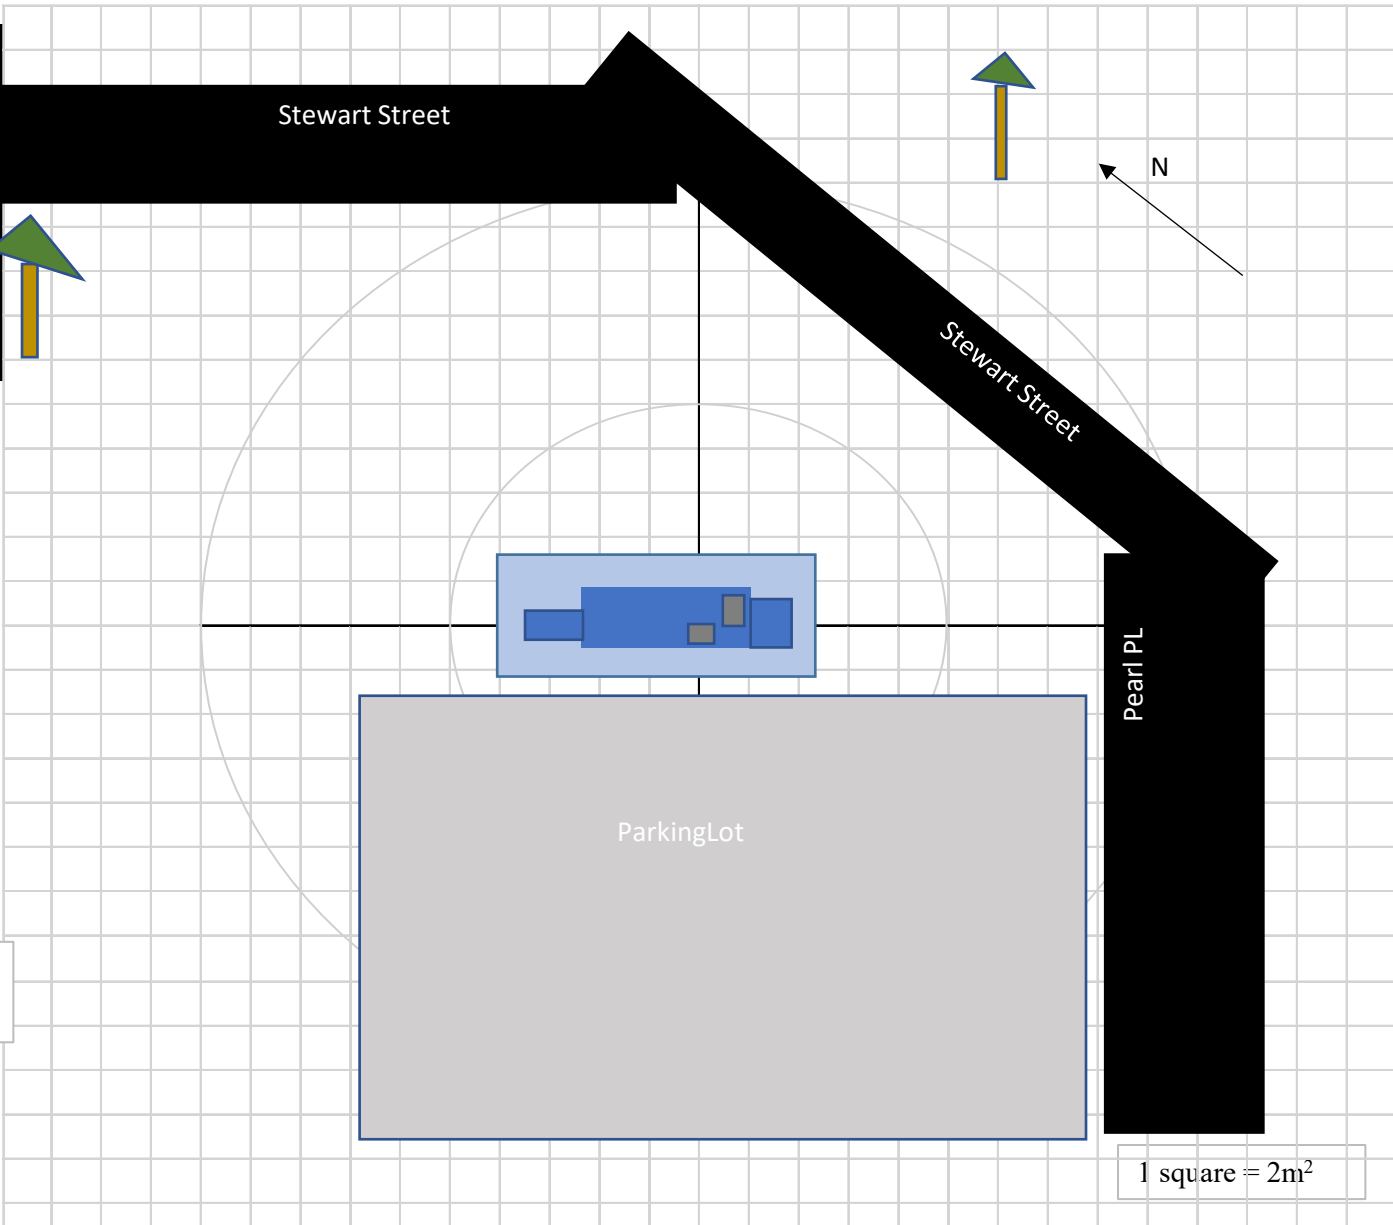 Stewart Street
N
Stewart Street
Pearl PL
ParkingLot
1 square = 2m²